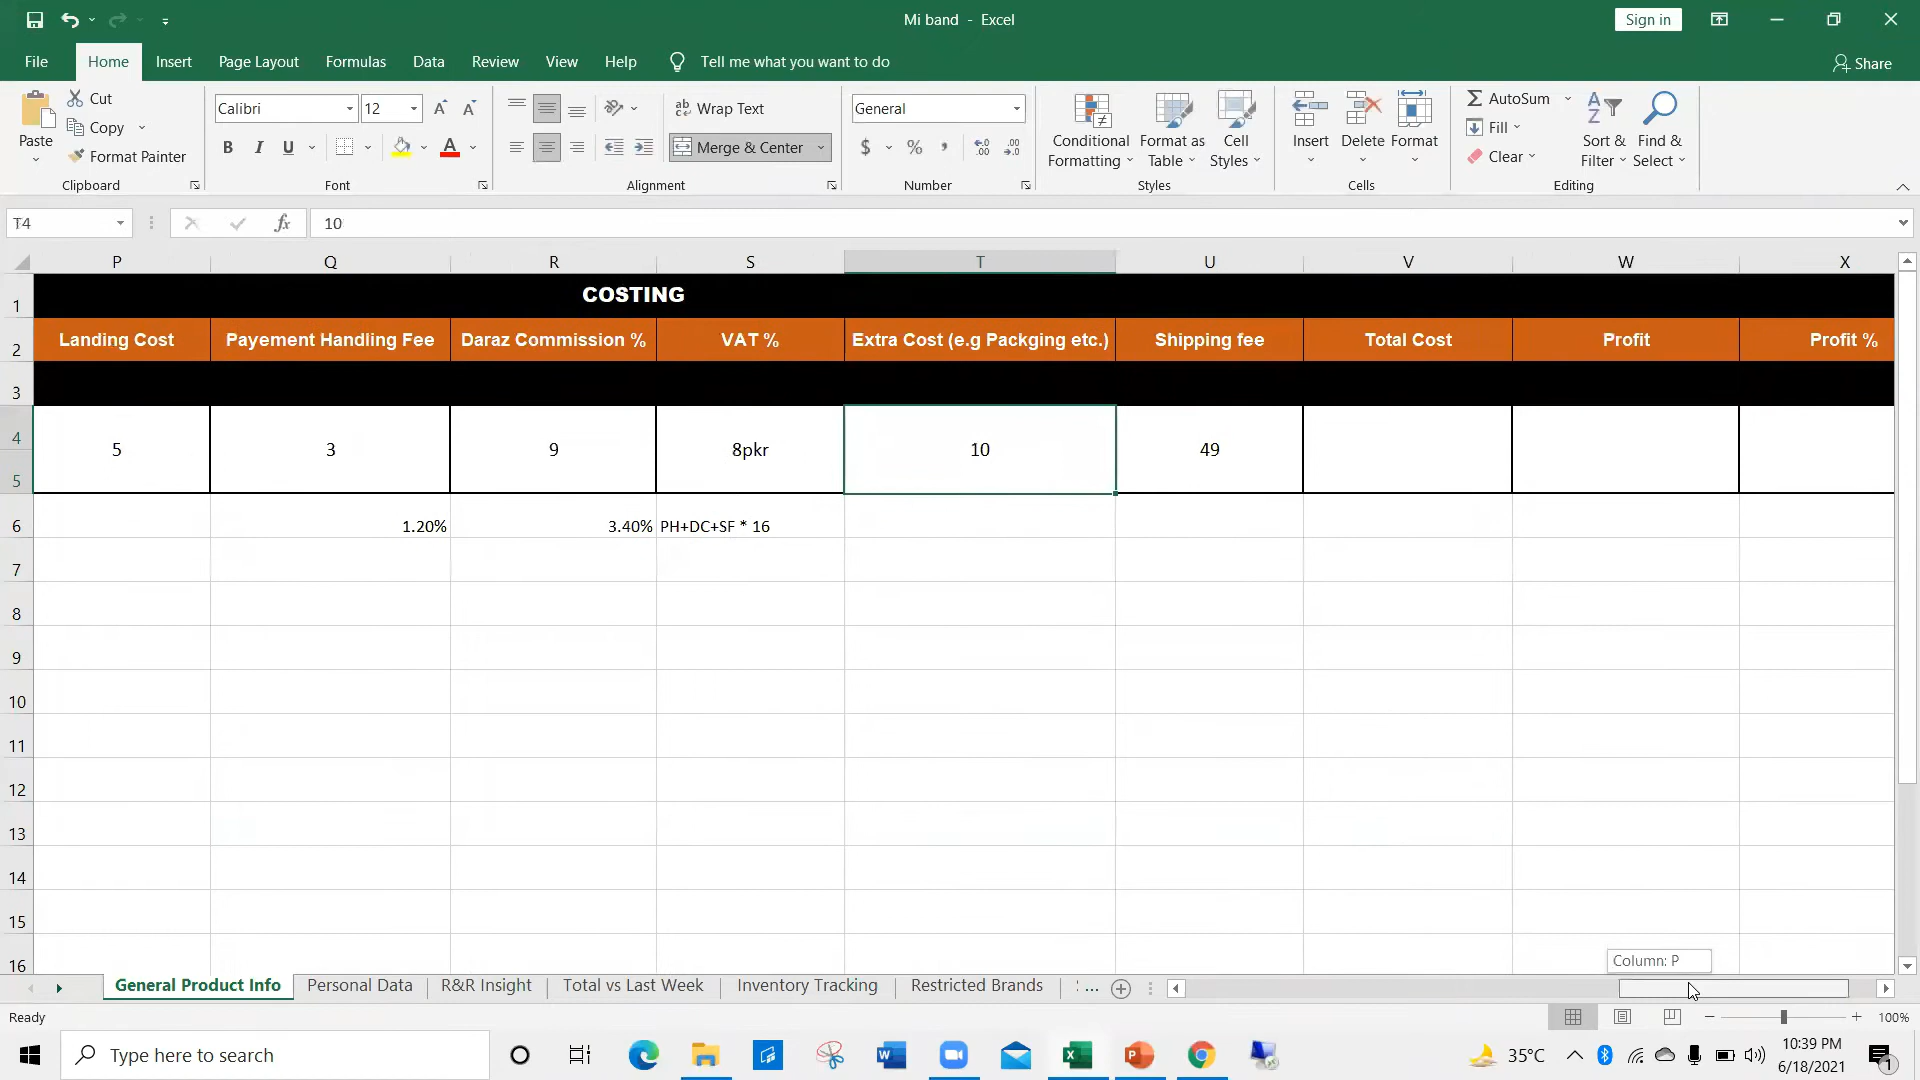 Mi band - Excel
Sign in
File Home Insert Page Layout Formulas Data Review View Help Tell me what you want to do Share
Paste Cut Copy Format Painter Clipboard
Calibri 12 B I U A Font
Wrap Text Merge & Center Alignment
General $ % Number
Conditional Formatting Format as Table Cell Styles Styles
Insert Delete Format Cells
AutoSum Fill Clear Sort & Filter Find & Select Editing
T4 fx 10
P Q R S T U V W X
1 COSTING
2 Landing Cost Payement Handling Fee Daraz Commission % VAT % Extra Cost (e.g Packging etc.) Shipping fee Total Cost Profit Profit %
3
4 5 3 9 8pkr 10 49
5
6 1.20% 3.40% PH+DC+SF * 16
7
8
9
10
11
12
13
14
15
16
Column: P
General Product Info Personal Data R&R Insight Total vs Last Week Inventory Tracking Restricted Brands ...
Ready 100%
Type here to search 35°C 10:39 PM
6/18/2021 1